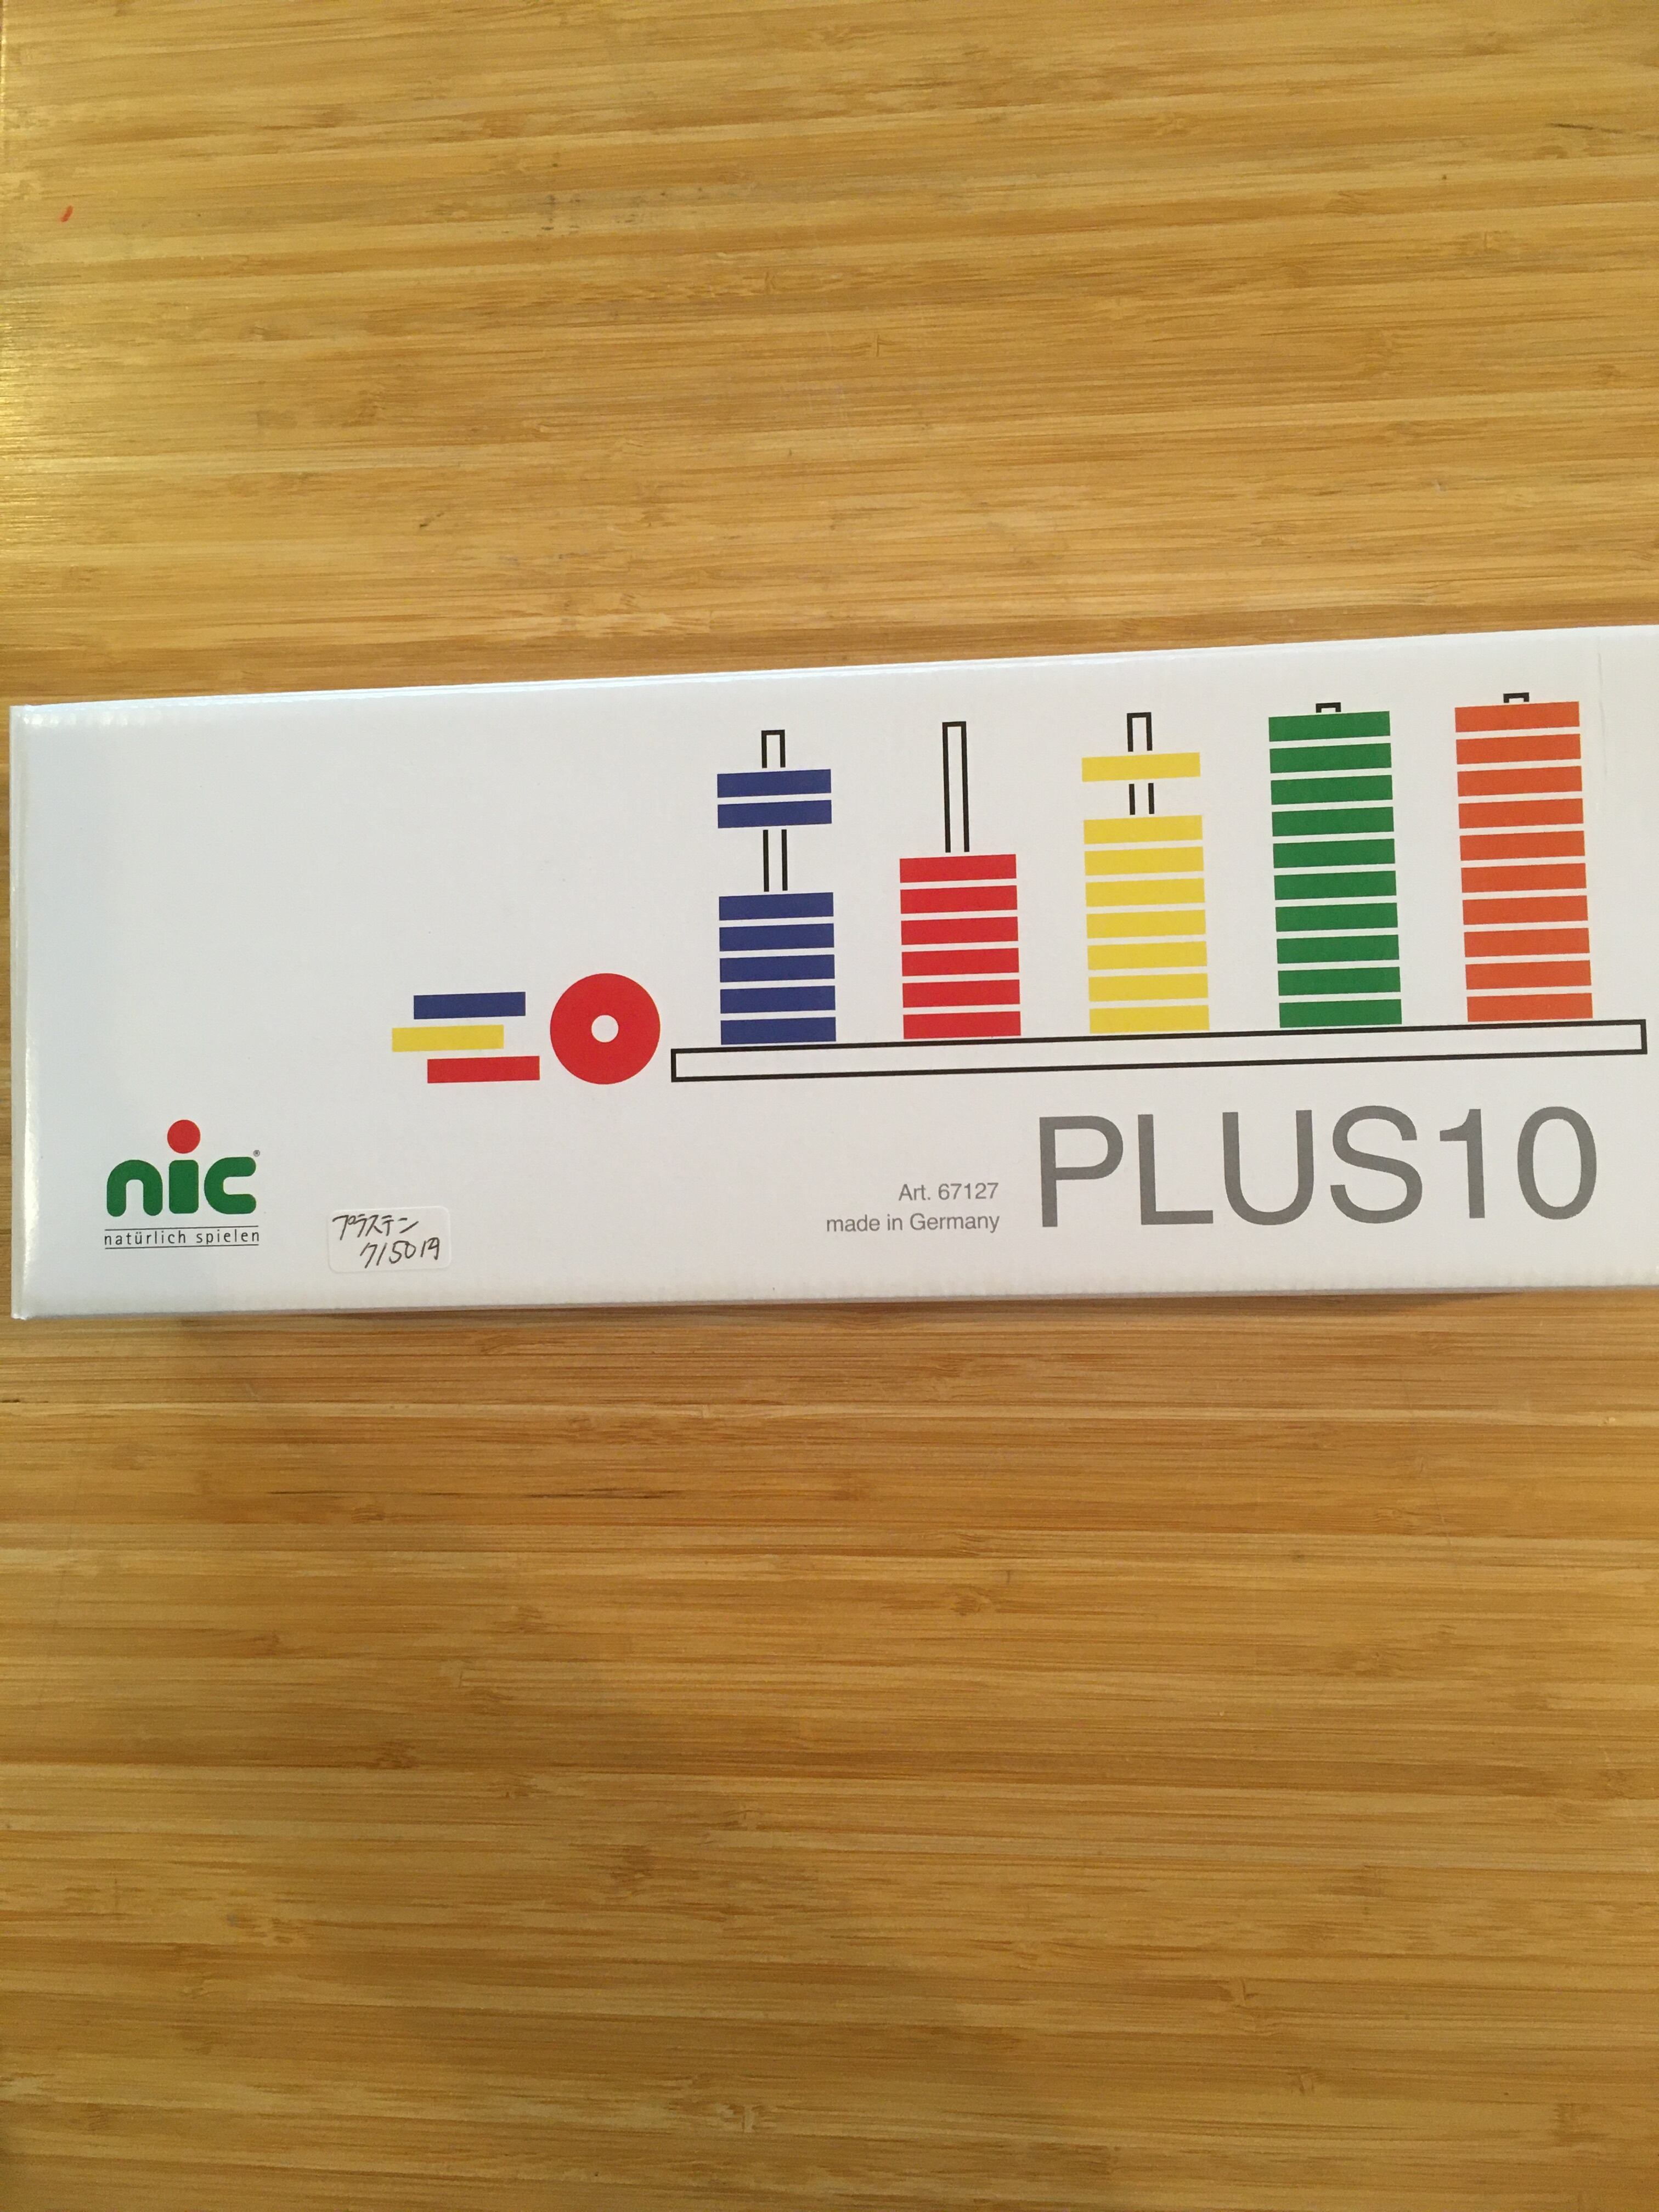 nic®
natürlich spielen
プラステン
715019
Art. 67127
made in Germany
PLUS10